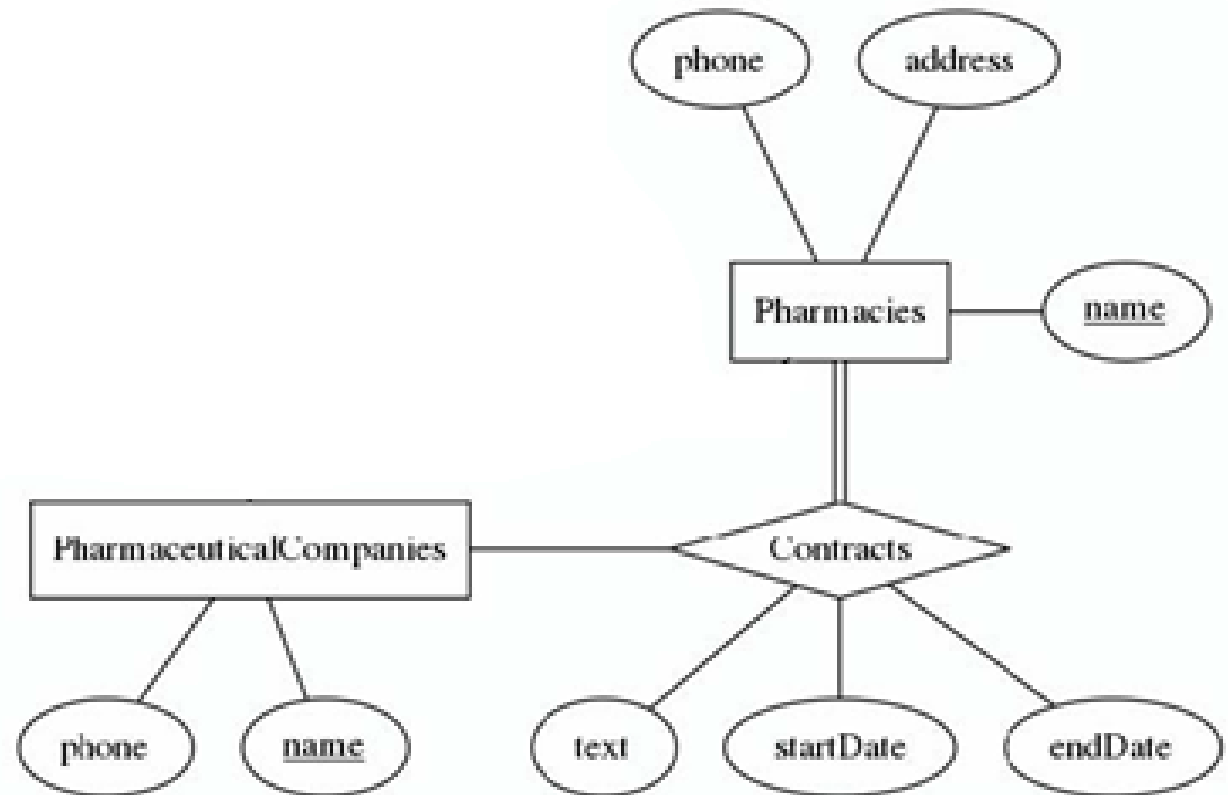 phone
address
Pharmacies
name
PharmaceuticalCompanies
Contracts
phone
name
text
startDate
endDate